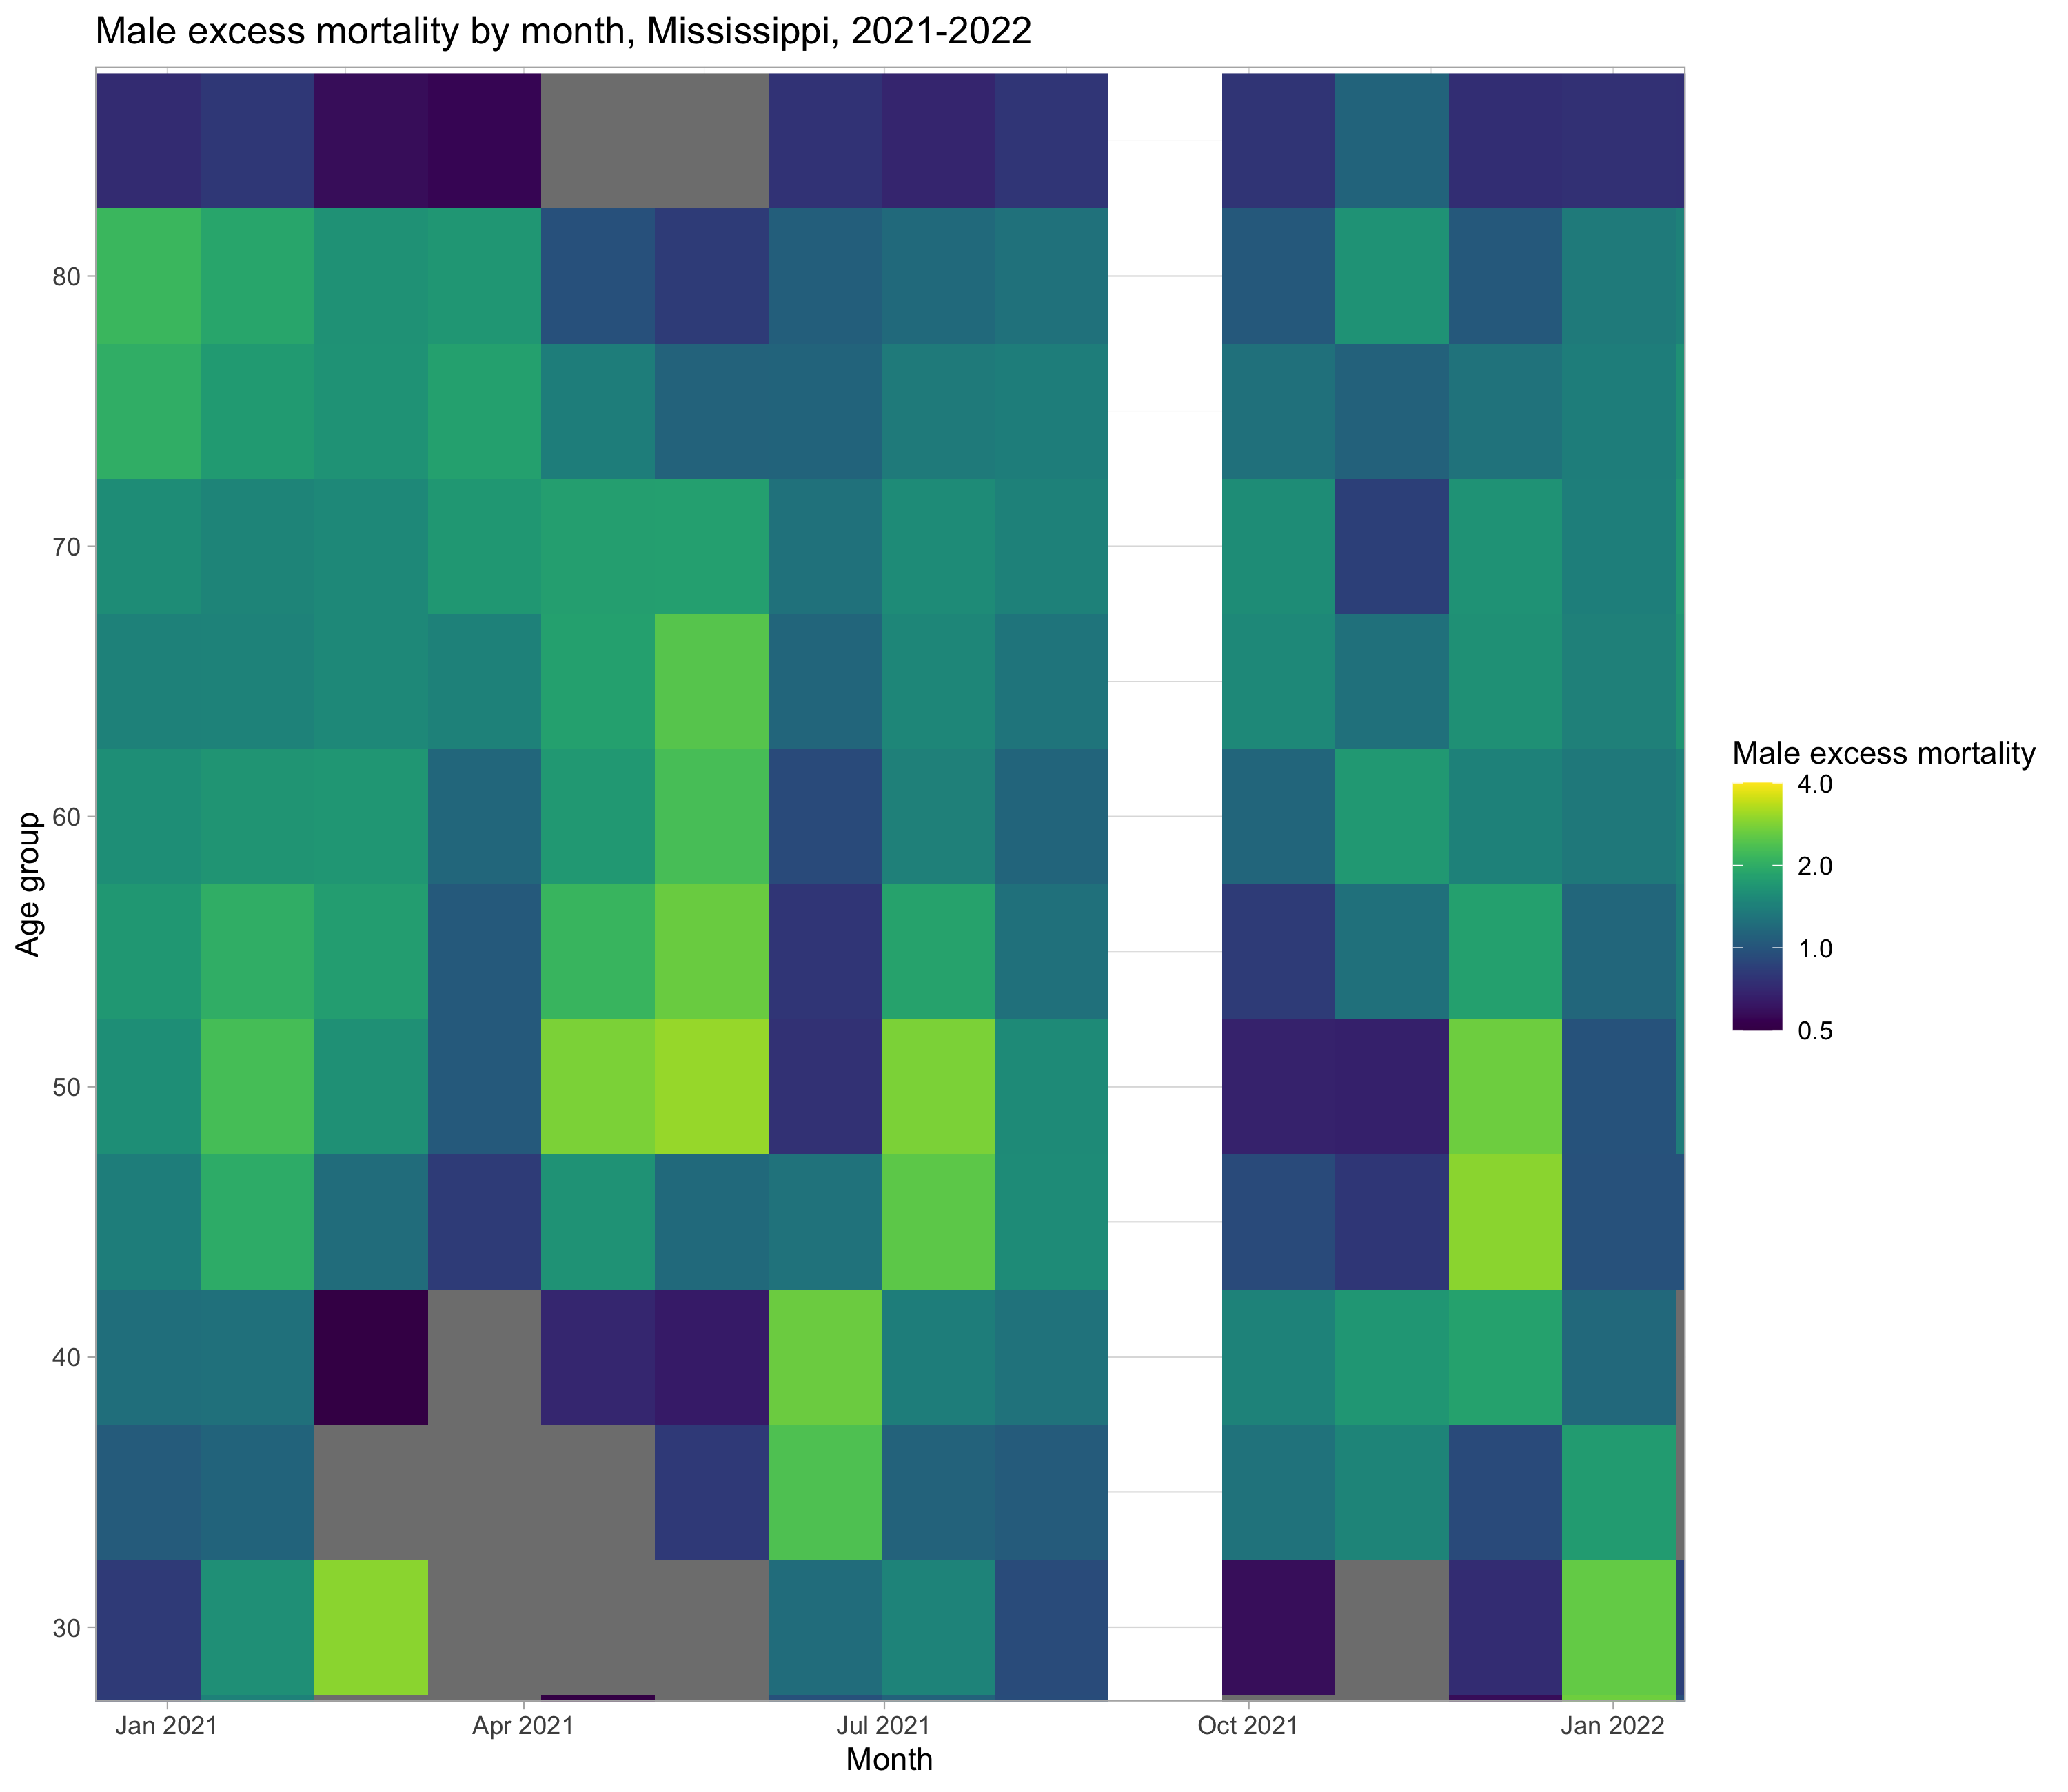 Male excess mortality by month, Mississippi, 2021-2022
Age group
80
70
60
50
40
30
Jan 2021
Apr 2021
Jul 2021
Oct 2021
Jan 2022
Month
Male excess mortality
4.0
2.0
1.0
0.5